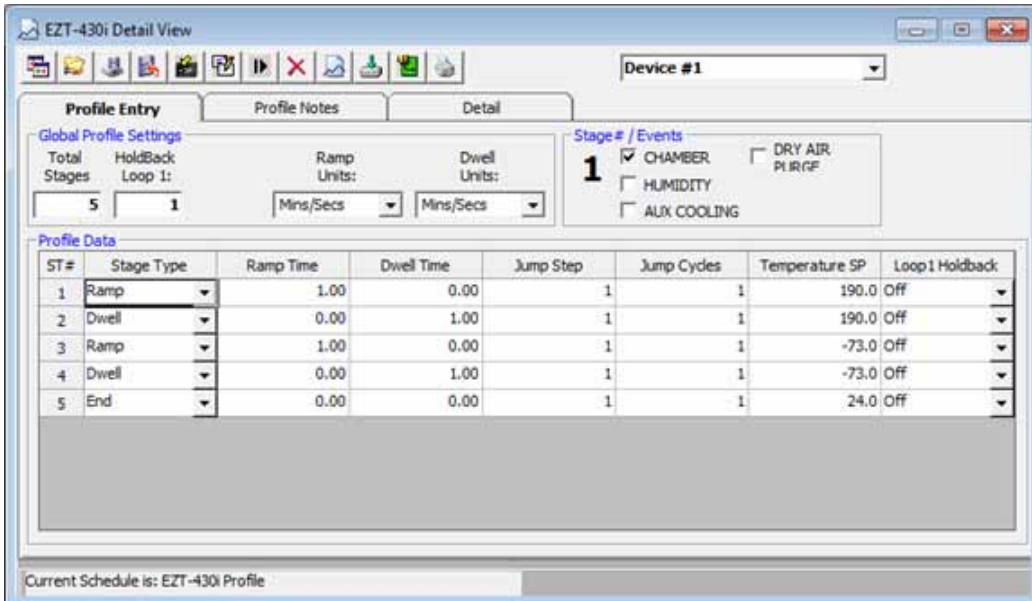 EZT-430i Detail View
Device #1
Profile Entry Profile Notes Detail
Global Profile Settings
Total Stages
HoldBack Loop 1:
Ramp Units:
Dwell Units:
5 1 Mins/Secs Mins/Secs
Stage# / Events
1
CHAMBER
HUMIDITY
AUX COOLING
DRY AIR
PURGE
Profile Data
ST# Stage Type Ramp Time Dwell Time Jump Step Jump Cycles Temperature SP Loop1 Holdback
1 Ramp 1.00 0.00 1 1 190.0 Off
2 Dwell 0.00 1.00 1 1 190.0 Off
3 Ramp 1.00 0.00 1 1 -73.0 Off
4 Dwell 0.00 1.00 1 1 -73.0 Off
5 End 0.00 0.00 1 1 24.0 Off
Current Schedule is: EZT-430i Profile